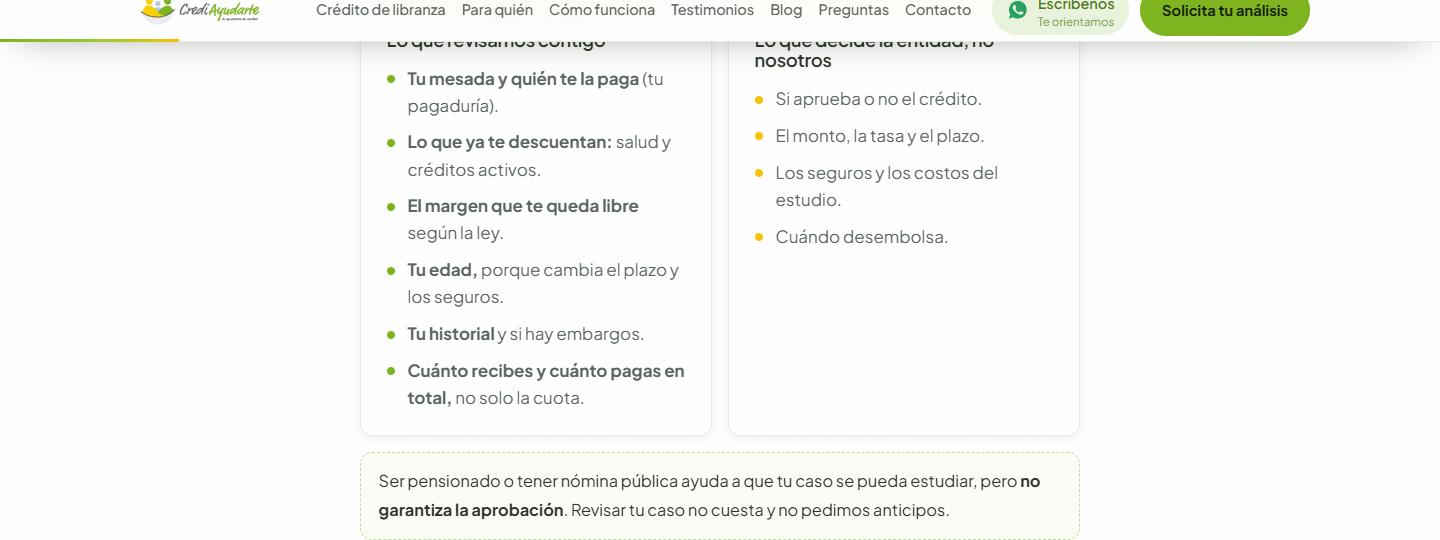 CrediAyudarte
Crédito de libranza Para quién Cómo funciona Testimonios Blog Preguntas Contacto
Escríbenos
Te orientamos
Solicita tu análisis
Lo que revisamos contigo
Tu mesada y quién te la paga (tu
pagaduría).
Lo que ya te descuentan: salud y
créditos activos.
El margen que te queda libre
según la ley.
Tu edad, porque cambia el plazo y
los seguros.
Tu historial y si hay embargos.
Cuánto recibes y cuánto pagas en
total, no solo la cuota.
Lo que decide la entidad, no
nosotros
Si aprueba o no el crédito.
El monto, la tasa y el plazo.
Los seguros y los costos del
estudio.
Cuándo desembolsa.
Ser pensionado o tener nómina pública ayuda a que tu caso se pueda estudiar, pero no
garantiza la aprobación. Revisar tu caso no cuesta y no pedimos anticipos.